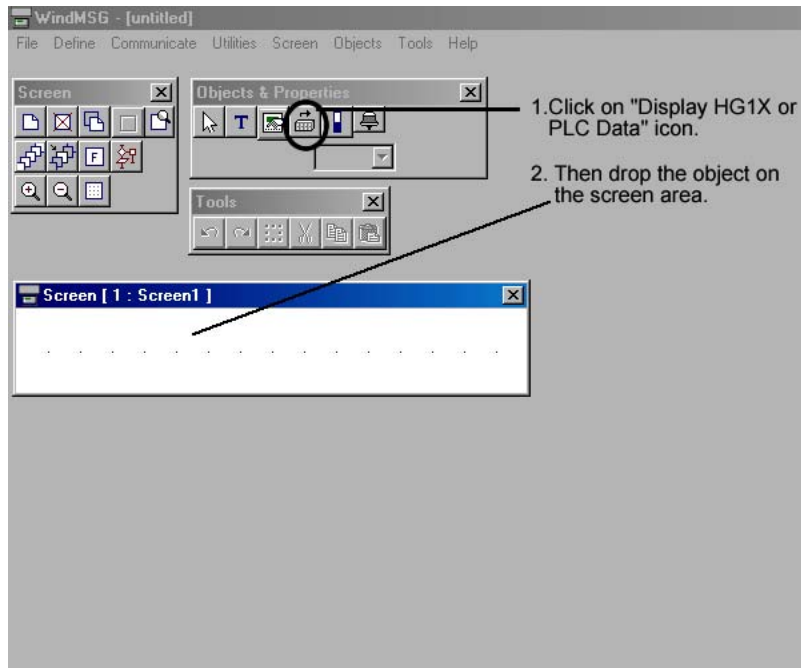 WindMSG - [untitled]
File Define Communicate Utilities Screen Objects Tools Help
Screen
Objects & Properties
1.Click on "Display HG1X or
PLC Data" icon.
T
F
2. Then drop the object on
the screen area.
Tools
Screen [ 1 : Screen1 ]